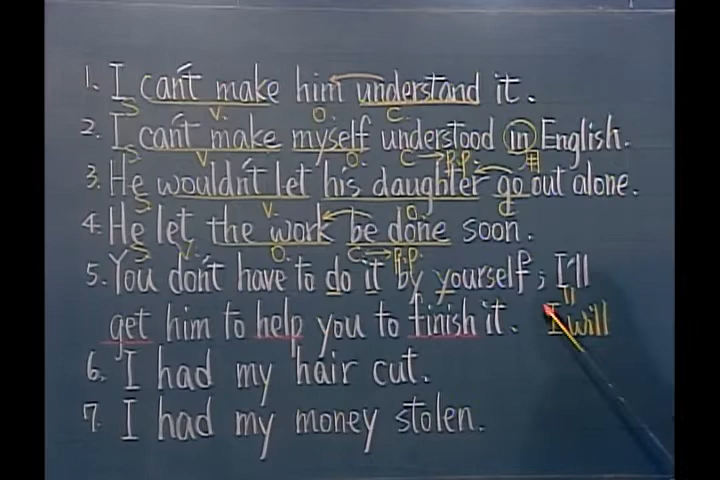 1. I can't make him understand it.
S V. O. C.
2. I can't make myself understood in English.
S V. O. C→p.p. 用
3. He wouldn't let his daughter go out alone.
S V. O. C
4. He let the work be done soon.
S V. O. C→p.p.
5. You don't have to do it by yourself; I'll
get him to help you to finish it. I will
6. I had my hair cut.
7. I had my money stolen.